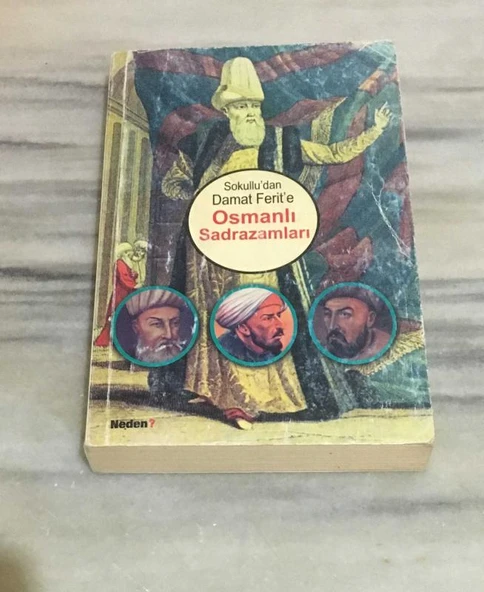 Sokullu'dan
Damat Ferit'e
Osmanlı
Sadrazamları
Neden?